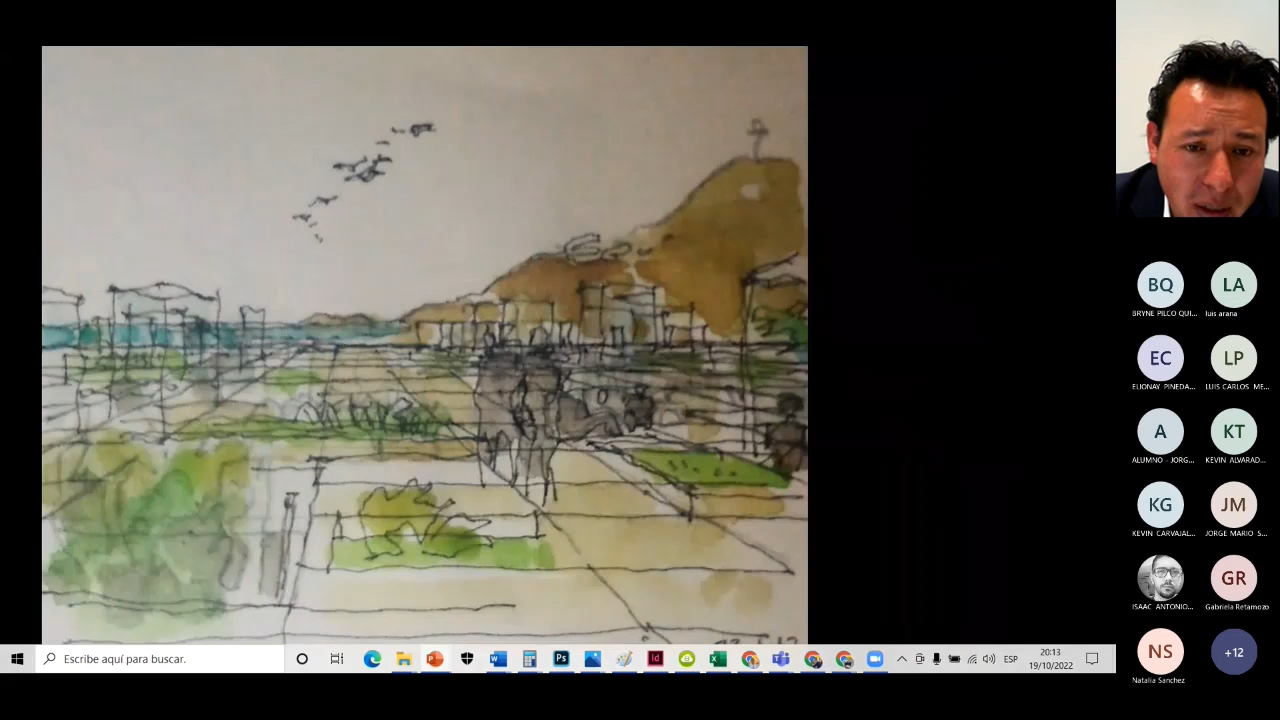 BQ
LA
BRYNE PILCO QUI...
luis arana
EC
LP
ELIONAY PINEDA...
LUIS CARLOS ME...
A
KT
ALUMNO - JORG...
KEVIN ALVARAD...
KG
JM
KEVIN CARVAJAL...
JORGE MARIO S...
GR
ISAAC ANTONIO...
Gabriela Retamozo
NS
+12
Natalia Sanchez
Escribe aquí para buscar.
ESP
20:13
19/10/2022